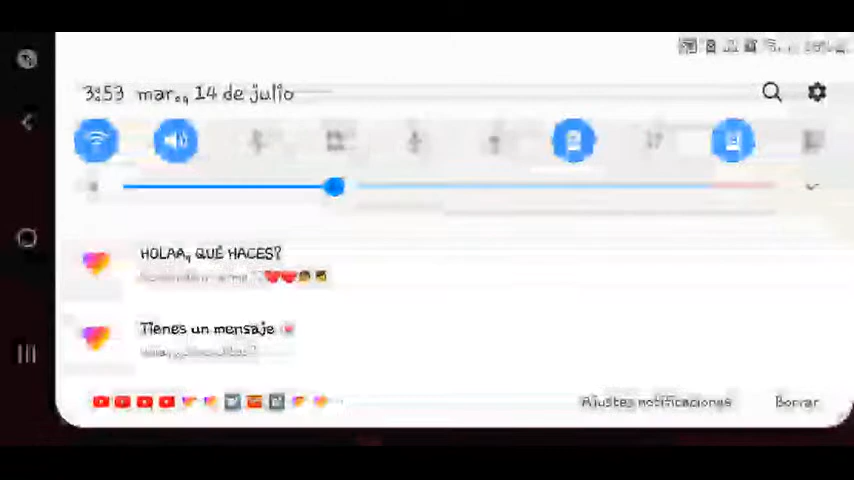 3:53 mar., 14 de julio
HOLAA, QUÉ HACES?
Tienes un mensaje
Ajustes notificaciones
Borrar